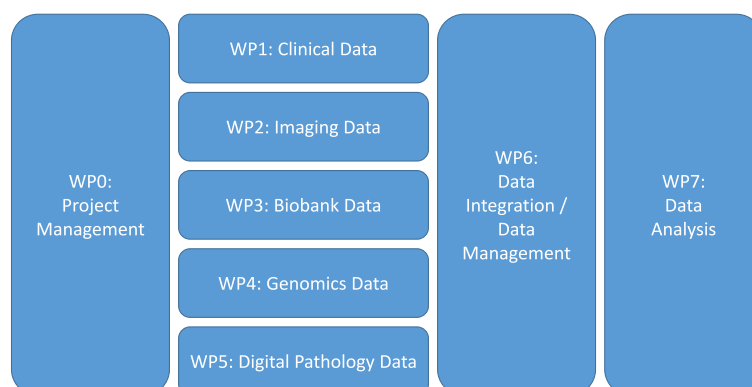 WP0:
Project
Management
WP1: Clinical Data
WP2: Imaging Data
WP3: Biobank Data
WP4: Genomics Data
WP5: Digital Pathology Data
WP6:
Data
Integration /
Data
Management
WP7:
Data
Analysis